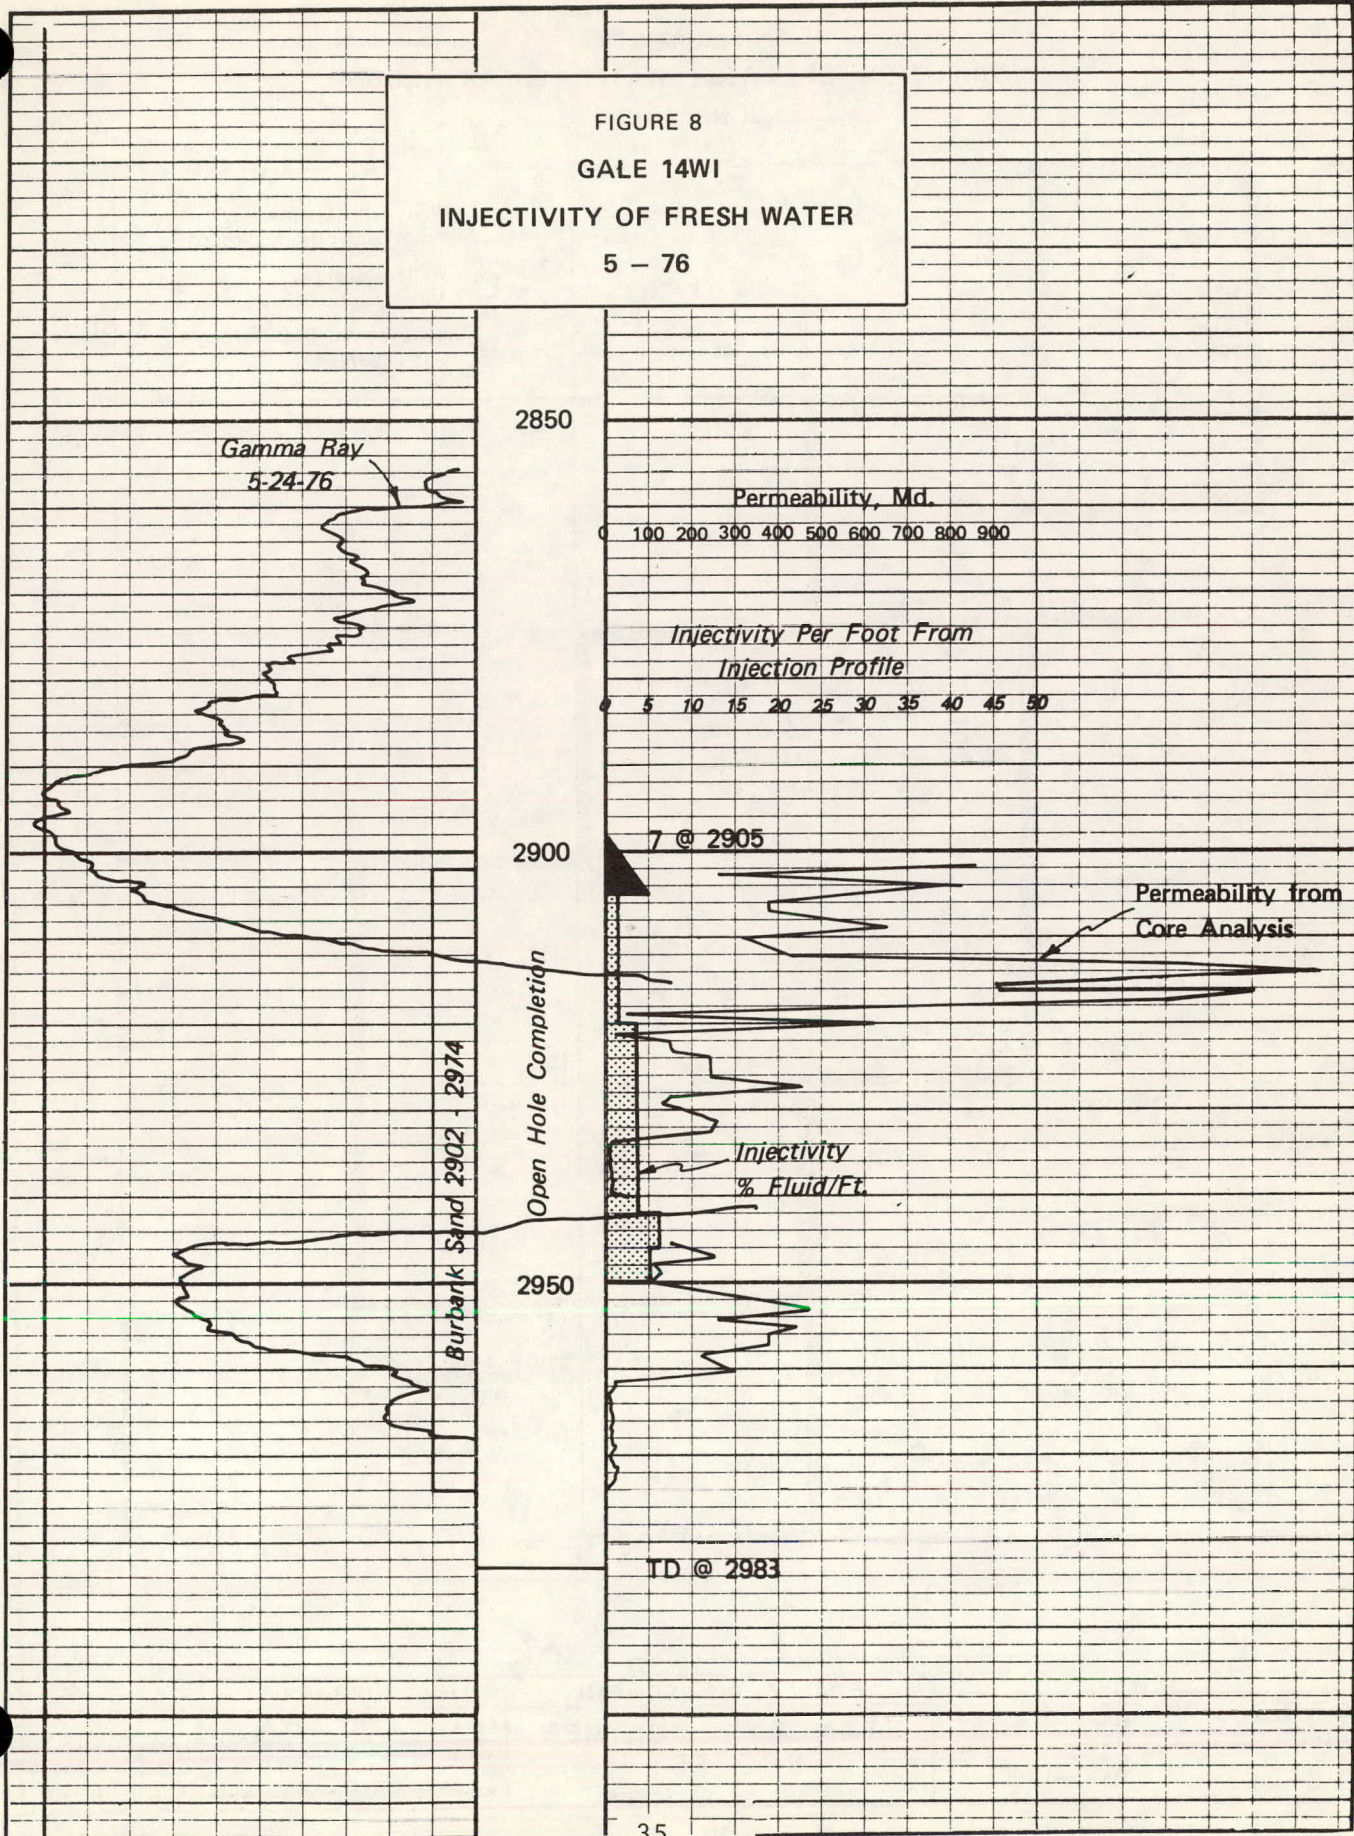 FIGURE 8
GALE 14WI
INJECTIVITY OF FRESH WATER
5 – 76
2850
Gamma Ray
5-24-76
Permeability, Md.
0 100 200 300 400 500 600 700 800 900
Injectivity Per Foot From
Injection Profile
0 5 10 15 20 25 30 35 40 45 50
7 @ 2905
2900
Permeability from
Core Analysis
Open Hole Completion
Burbank Sand 2902 - 2974
Injectivity
% Fluid/Ft.
2950
TD @ 2983
35